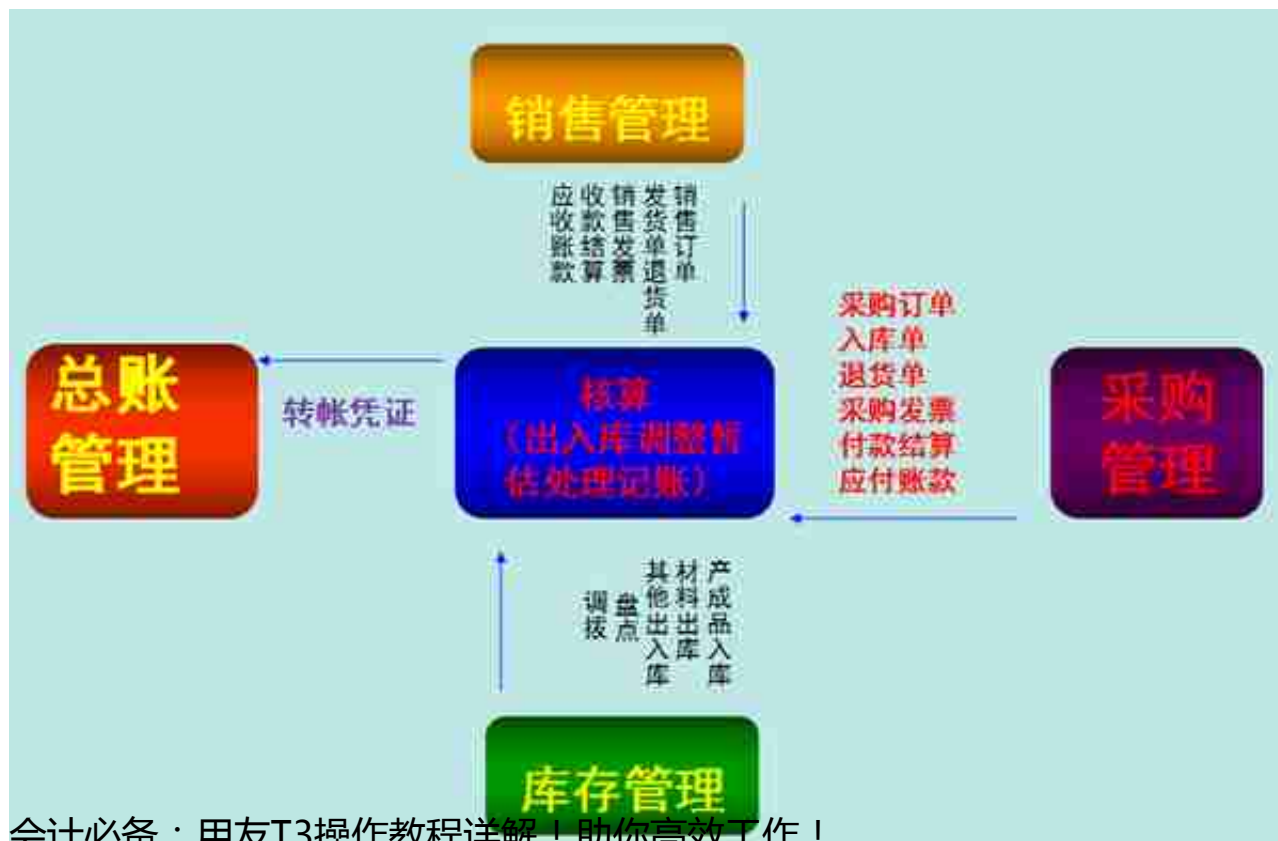 销售管理
应收账款
收款结算
销售发票
发货单退货单
销售订单
采购订单
入库单
退货单
采购发票
付款结算
应付账款
总账
管理
转帐凭证
核算
（出入库调整暂
估处理记账）
采购
管理
调拨
盘点
其他出入库
材料出库
产成品入库
库存管理
会计必备：用友T3操作教程详解！助你高效工作！